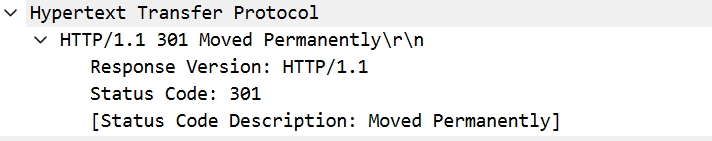 Hypertext Transfer Protocol
HTTP/1.1 301 Moved Permanently\r\n
Response Version: HTTP/1.1
Status Code: 301
[Status Code Description: Moved Permanently]